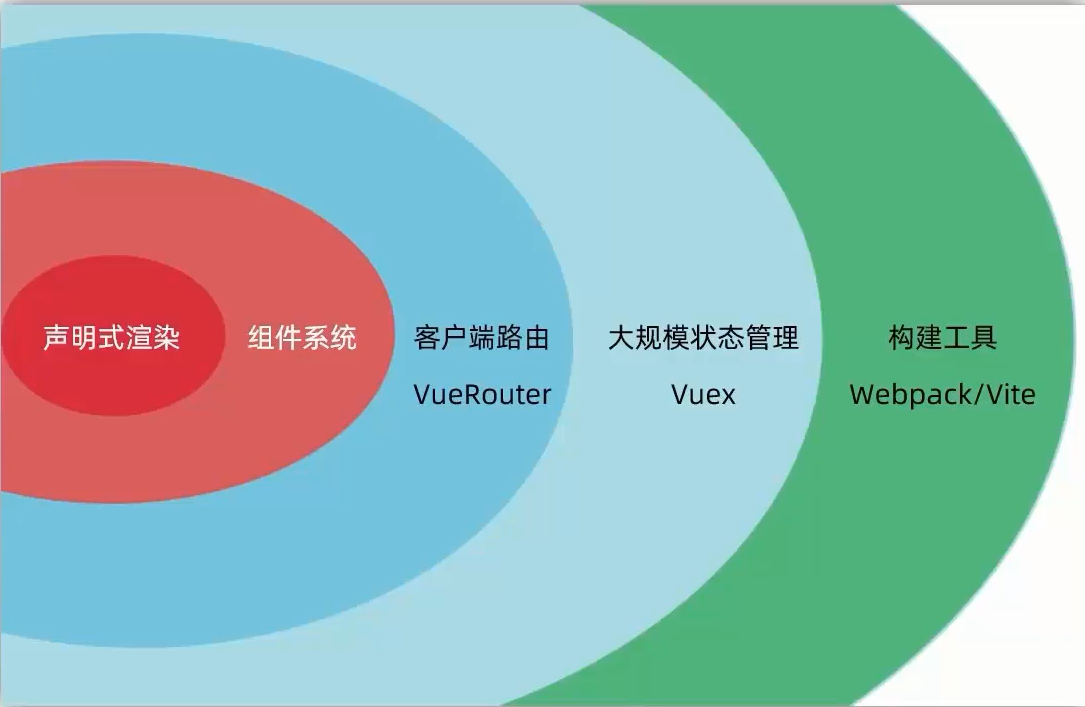 声明式渲染
组件系统
客户端路由
VueRouter
大规模状态管理
Vuex
构建工具
Webpack/Vite